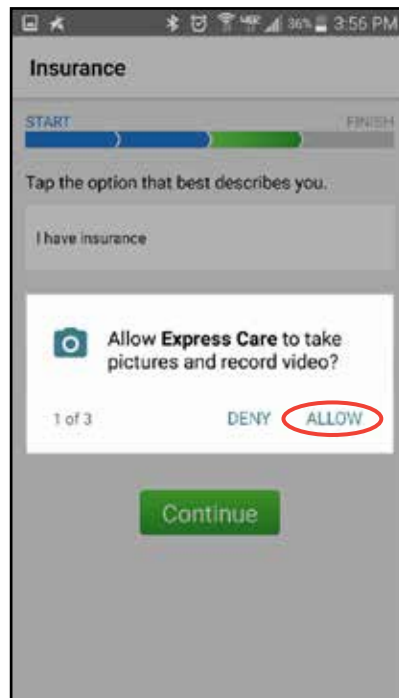 36% 3:56 PM
Insurance
START FINISH
Tap the option that best describes you.
I have insurance
Allow Express Care to take
pictures and record video?
1 of 3 DENY ALLOW
Continue